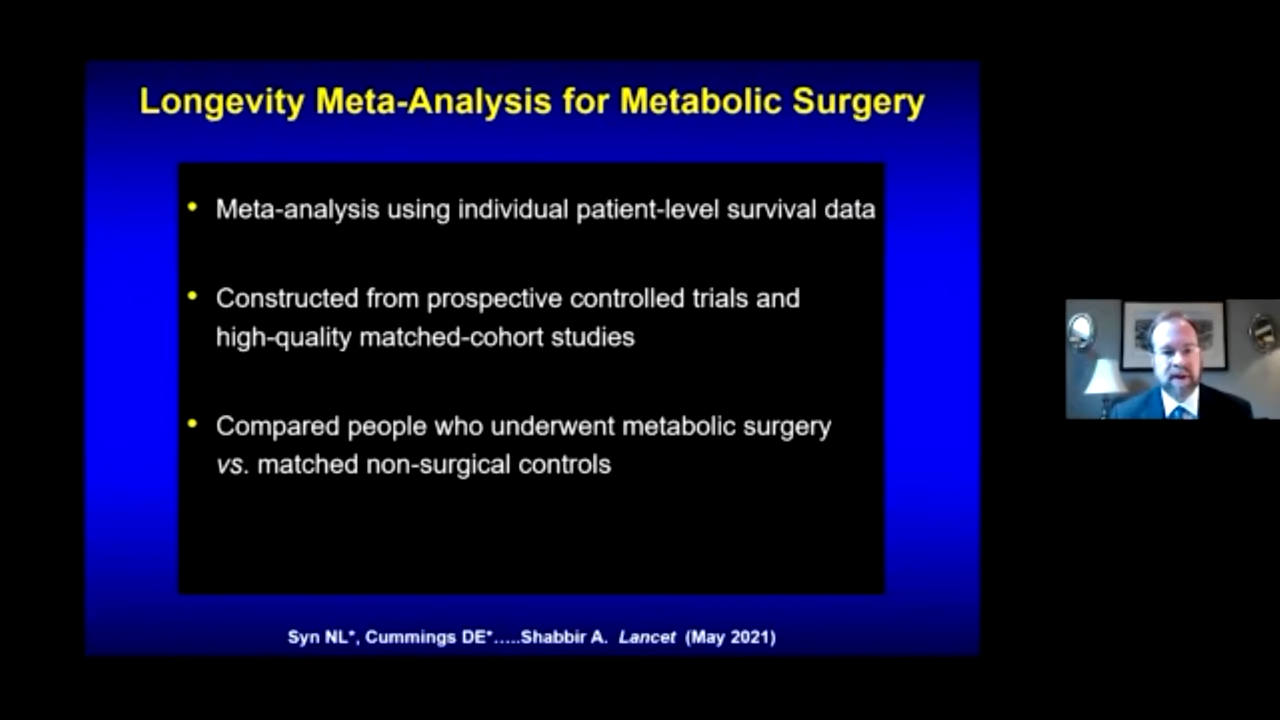 Longevity Meta-Analysis for Metabolic Surgery
• Meta-analysis using individual patient-level survival data
• Constructed from prospective controlled trials and
high-quality matched-cohort studies
• Compared people who underwent metabolic surgery
vs. matched non-surgical controls
Syn NL*, Cummings DE*.....Shabbir A. Lancet (May 2021)